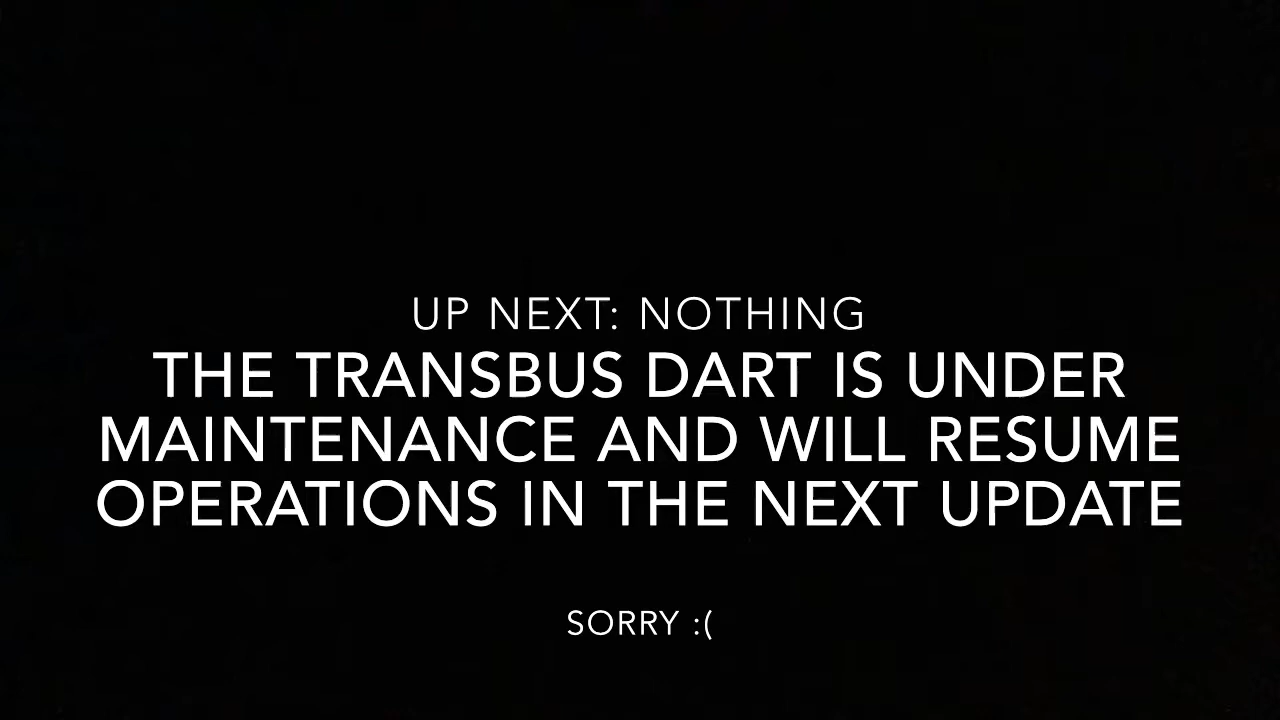 UP NEXT: NOTHING
THE TRANSBUS DART IS UNDER
MAINTENANCE AND WILL RESUME
OPERATIONS IN THE NEXT UPDATE
SORRY :(